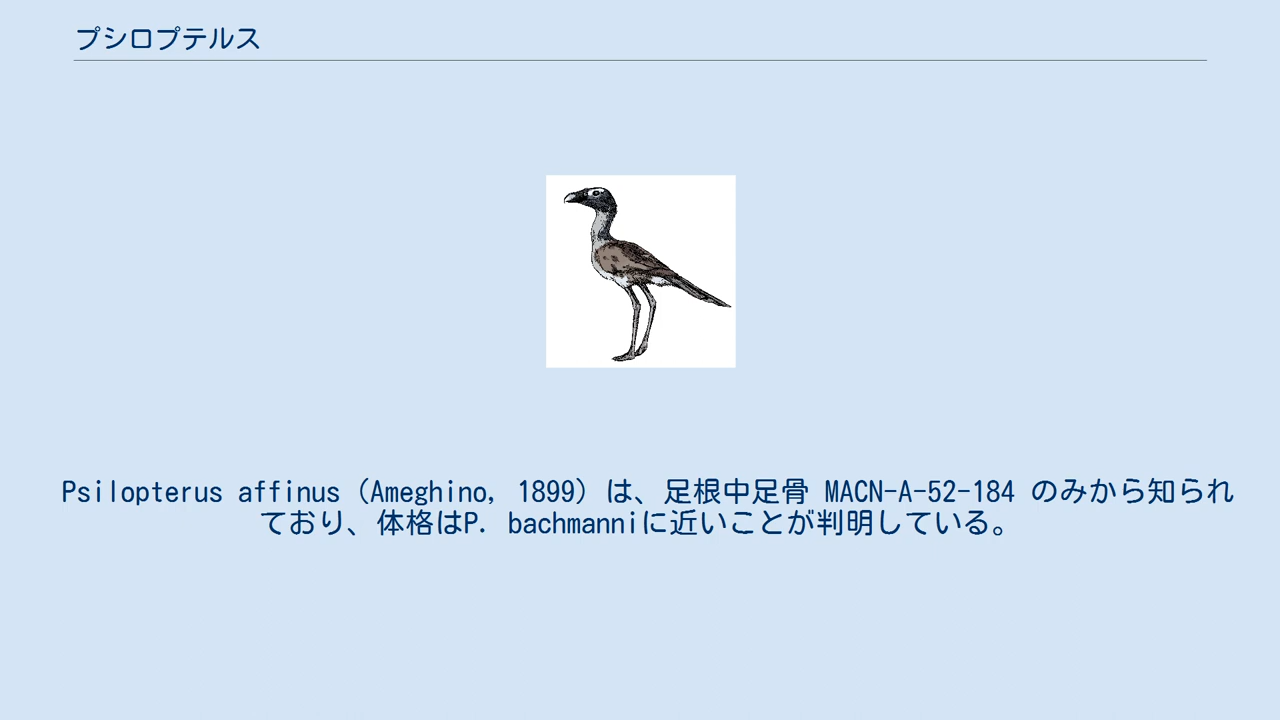 プシロプテルス
Psilopterus affinus (Ameghino, 1899) は、足根中足骨 MACN-A-52-184 のみから知られ
ており、体格はP. bachmanniに近いことが判明している。